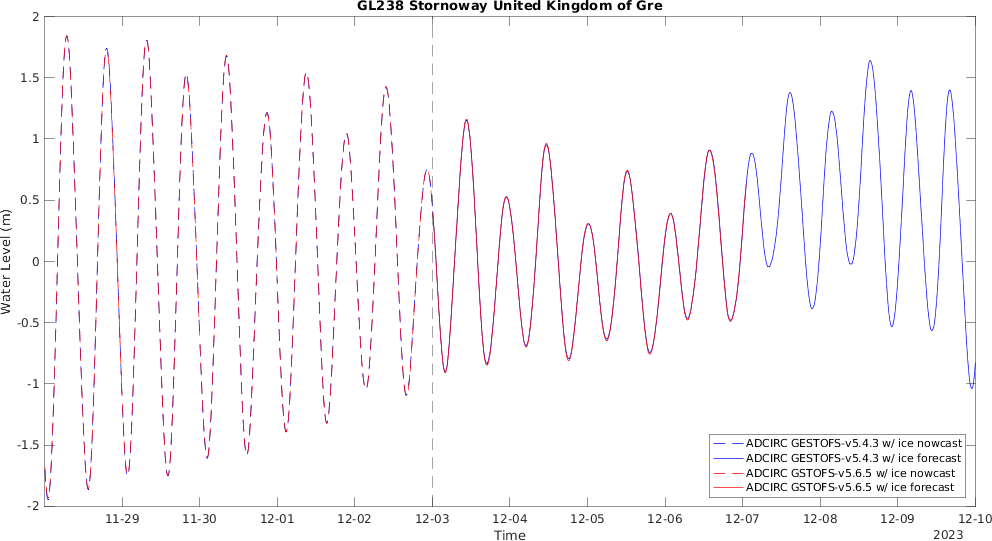 GL238 Stornoway United Kingdom of Gre
Water Level (m)
2
1.5
1
0.5
0
-0.5
-1
-1.5
-2
ADCIRC GESTOFS-v5.4.3 w/ ice nowcast
ADCIRC GESTOFS-v5.4.3 w/ ice forecast
ADCIRC GSTOFS-v5.6.5 w/ ice nowcast
ADCIRC GSTOFS-v5.6.5 w/ ice forecast
11-29 11-30 12-01 12-02 12-03 12-04 12-05 12-06 12-07 12-08 12-09 12-10
Time
2023